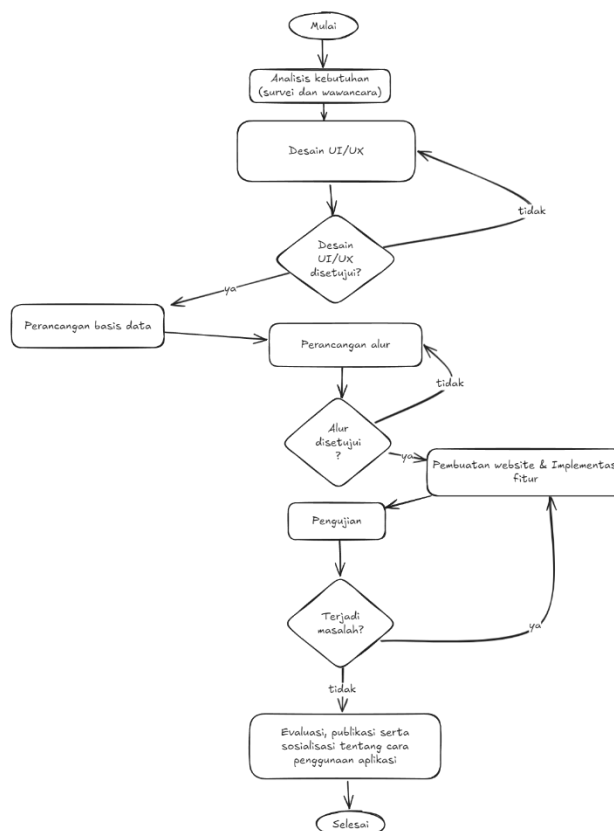 Mulai
Analisis kebutuhan
(survei dan wawancara)
Desain UI/UX
tidak
Desain
UI/UX
disetujui?
ya
Perancangan basis data
Perancangan alur
tidak
Alur
disetujui
?
ya
Pembuatan website & Implementas
fitur
Pengujian
Terjadi
masalah?
ya
tidak
Evaluasi, publikasi serta
sosialisasi tentang cara
penggunaan aplikasi
Selesai